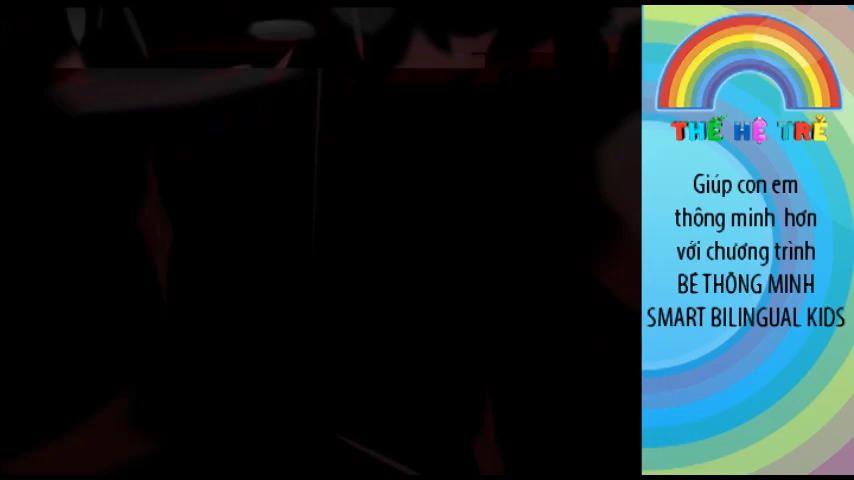 THẾ HỆ TRẺ
Giúp con em
thông minh hơn
với chương trình
BÉ THÔNG MINH
SMART BILINGUAL KIDS